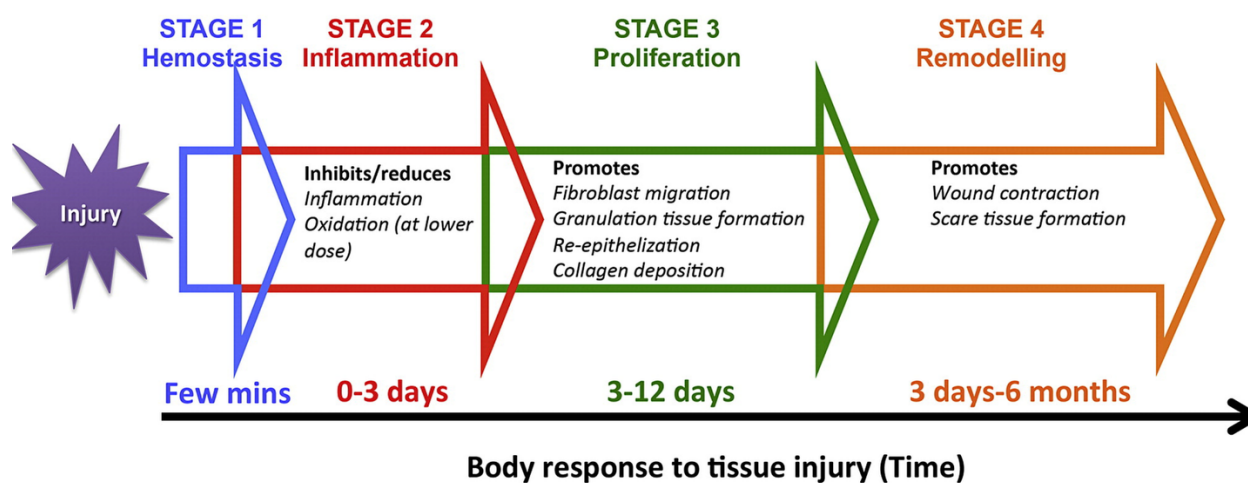 STAGE 1
Hemostasis
STAGE 2
Inflammation
STAGE 3
Proliferation
STAGE 4
Remodelling
Injury
Inhibits/reduces
Inflammation
Oxidation (at lower
dose)
Promotes
Fibroblast migration
Granulation tissue formation
Re-epithelization
Collagen deposition
Promotes
Wound contraction
Scare tissue formation
Few mins
0-3 days
3-12 days
3 days-6 months
Body response to tissue injury (Time)